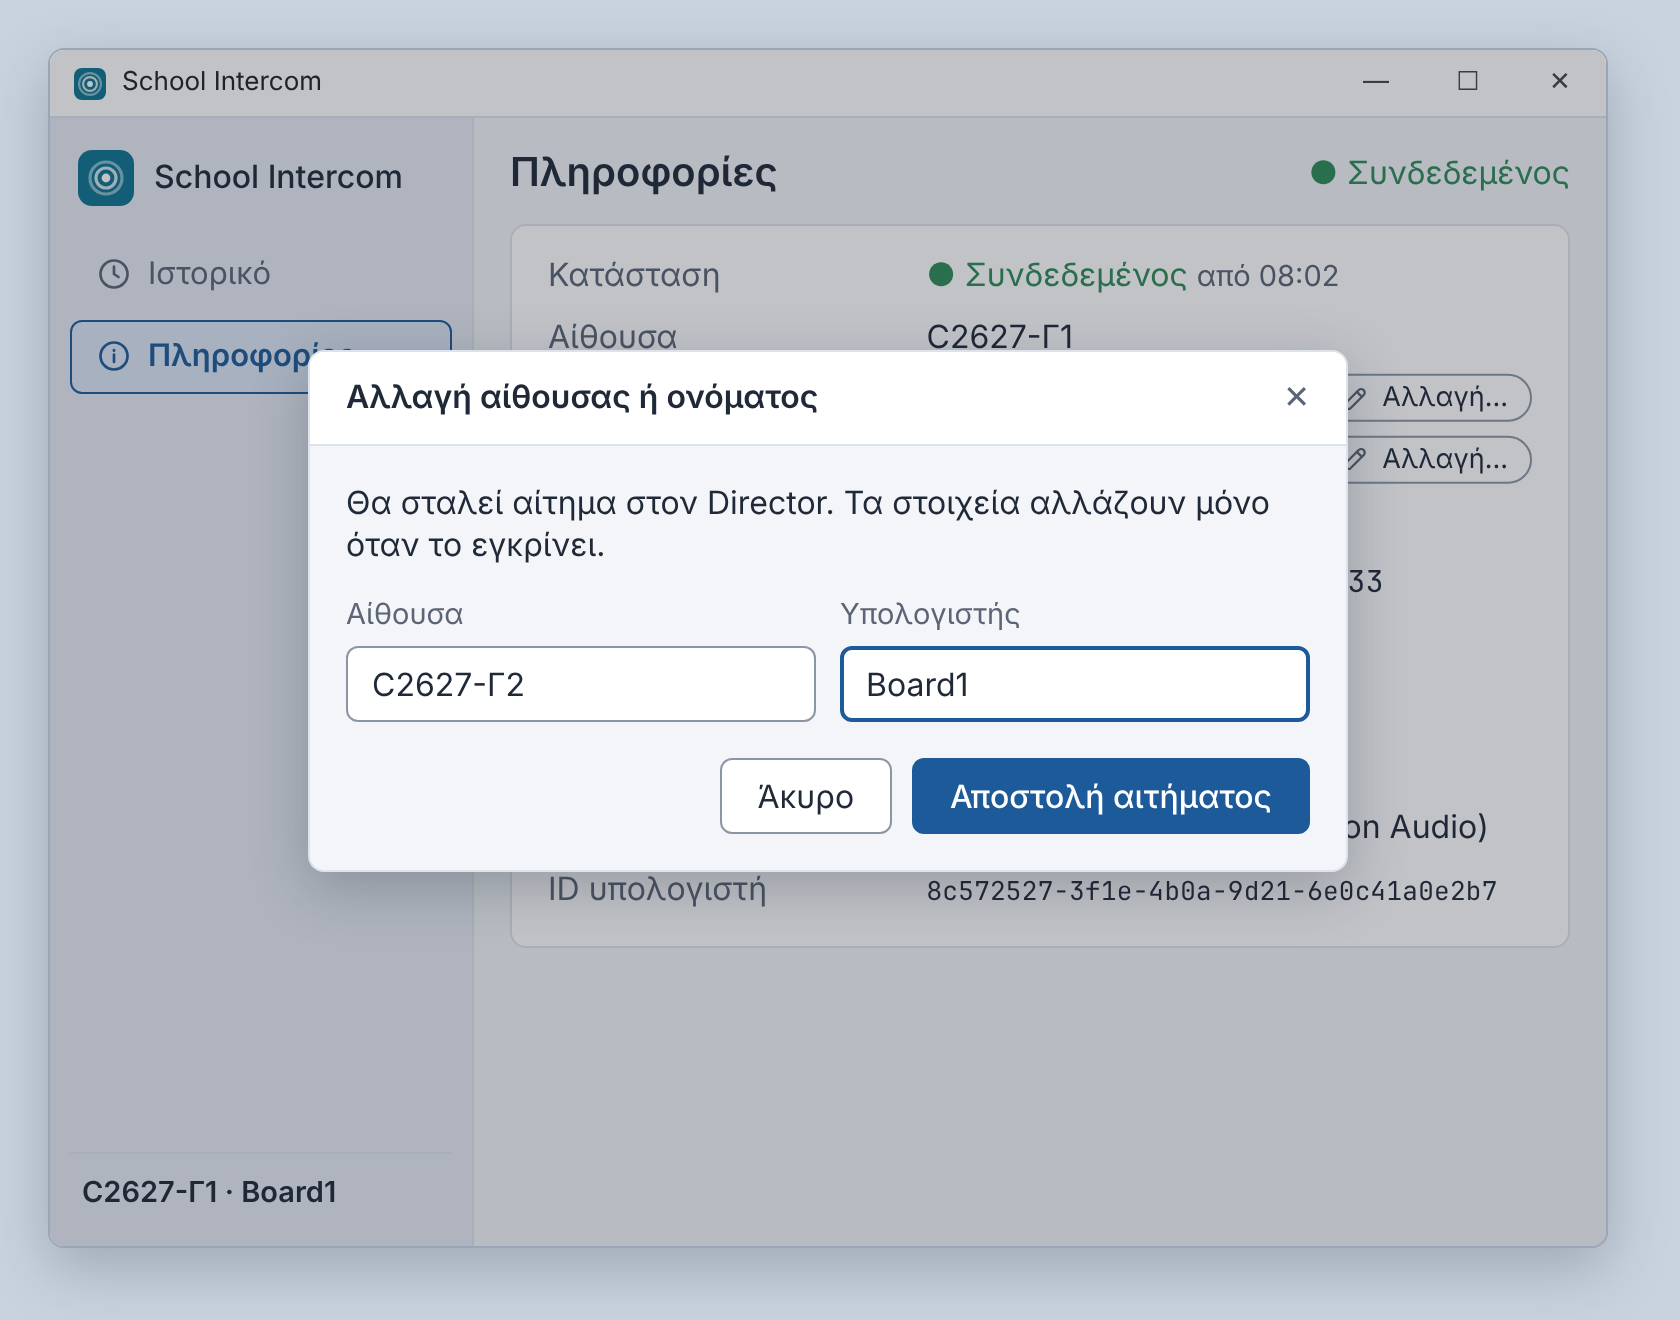 School Intercom
School Intercom
Ιστορικό
Πληροφορίες
Πληροφορίες
Συνδεδεμένος
Κατάσταση
Συνδεδεμένος από 08:02
Αίθουσα
C2627-Γ1
Αλλαγή...
Αλλαγή...
33
on Audio)
ID υπολογιστή
8c572527-3f1e-4b0a-9d21-6e0c41a0e2b7
Αλλαγή αίθουσας ή ονόματος
Θα σταλεί αίτημα στον Director. Τα στοιχεία αλλάζουν μόνο
όταν το εγκρίνει.
Αίθουσα
Υπολογιστής
C2627-Γ2
Board1
Άκυρο
Αποστολή αιτήματος
C2627-Γ1 · Board1